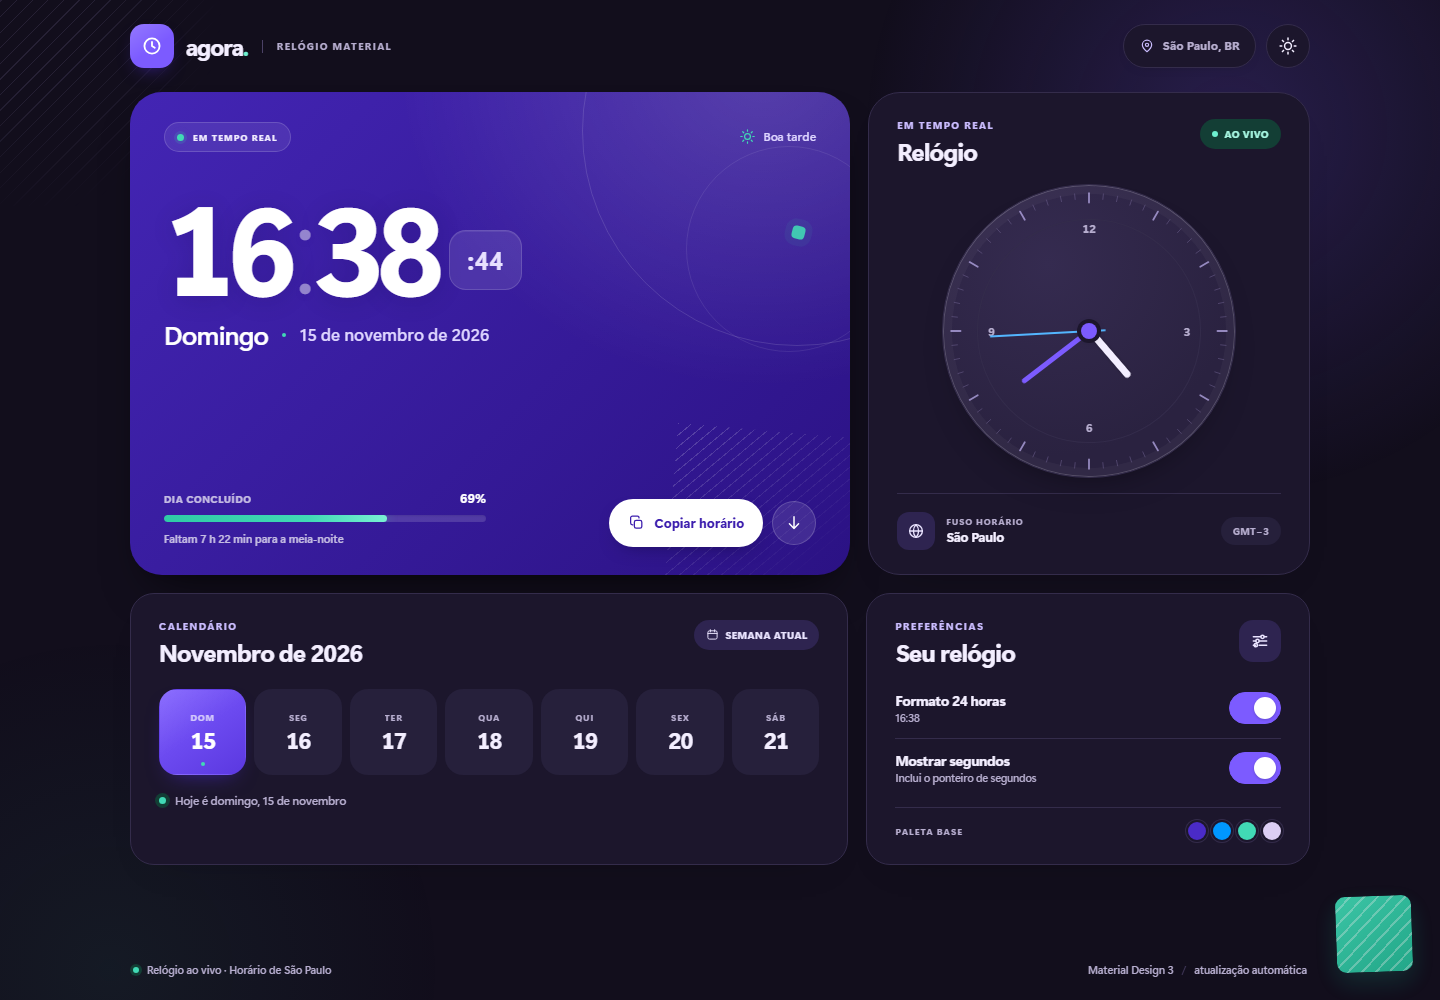 agora.
RELÓGIO MATERIAL
São Paulo, BR
EM TEMPO REAL
Boa tarde
16:38
:44
Domingo • 15 de novembro de 2026
DIA CONCLUÍDO 69%
Faltam 7 h 22 min para a meia-noite
Copiar horário
EM TEMPO REAL
Relógio
AO VIVO
12
9
3
6
FUSO HORÁRIO
São Paulo
GMT−3
CALENDÁRIO
Novembro de 2026
SEMANA ATUAL
DOM SEG TER QUA QUI SEX SÁB
15 16 17 18 19 20 21
Hoje é domingo, 15 de novembro
PREFERÊNCIAS
Seu relógio
Formato 24 horas
16:38
Mostrar segundos
Inclui o ponteiro de segundos
PALETA BASE
Relógio ao vivo · Horário de São Paulo
Material Design 3 / atualização automática